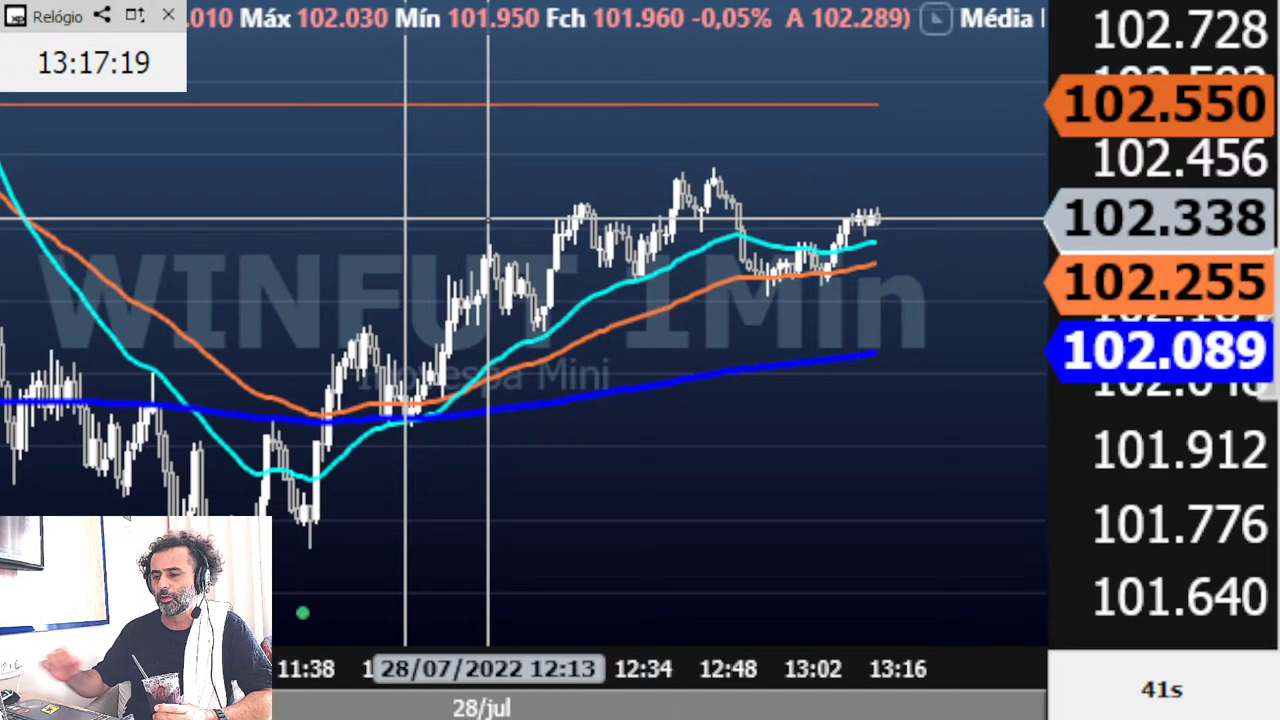 Relógio
13:17:19
.010 Máx 102.030 Mín 101.950 Fch 101.960 -0,05% A 102.289) Média
102.728
102.550
102.456
102.338
102.255
102.089
101.912
101.776
101.640
WINFUT 1Min
Ibovespa Mini
11:38 1 28/07/2022 12:13 12:34 12:48 13:02 13:16
28/jul
41s